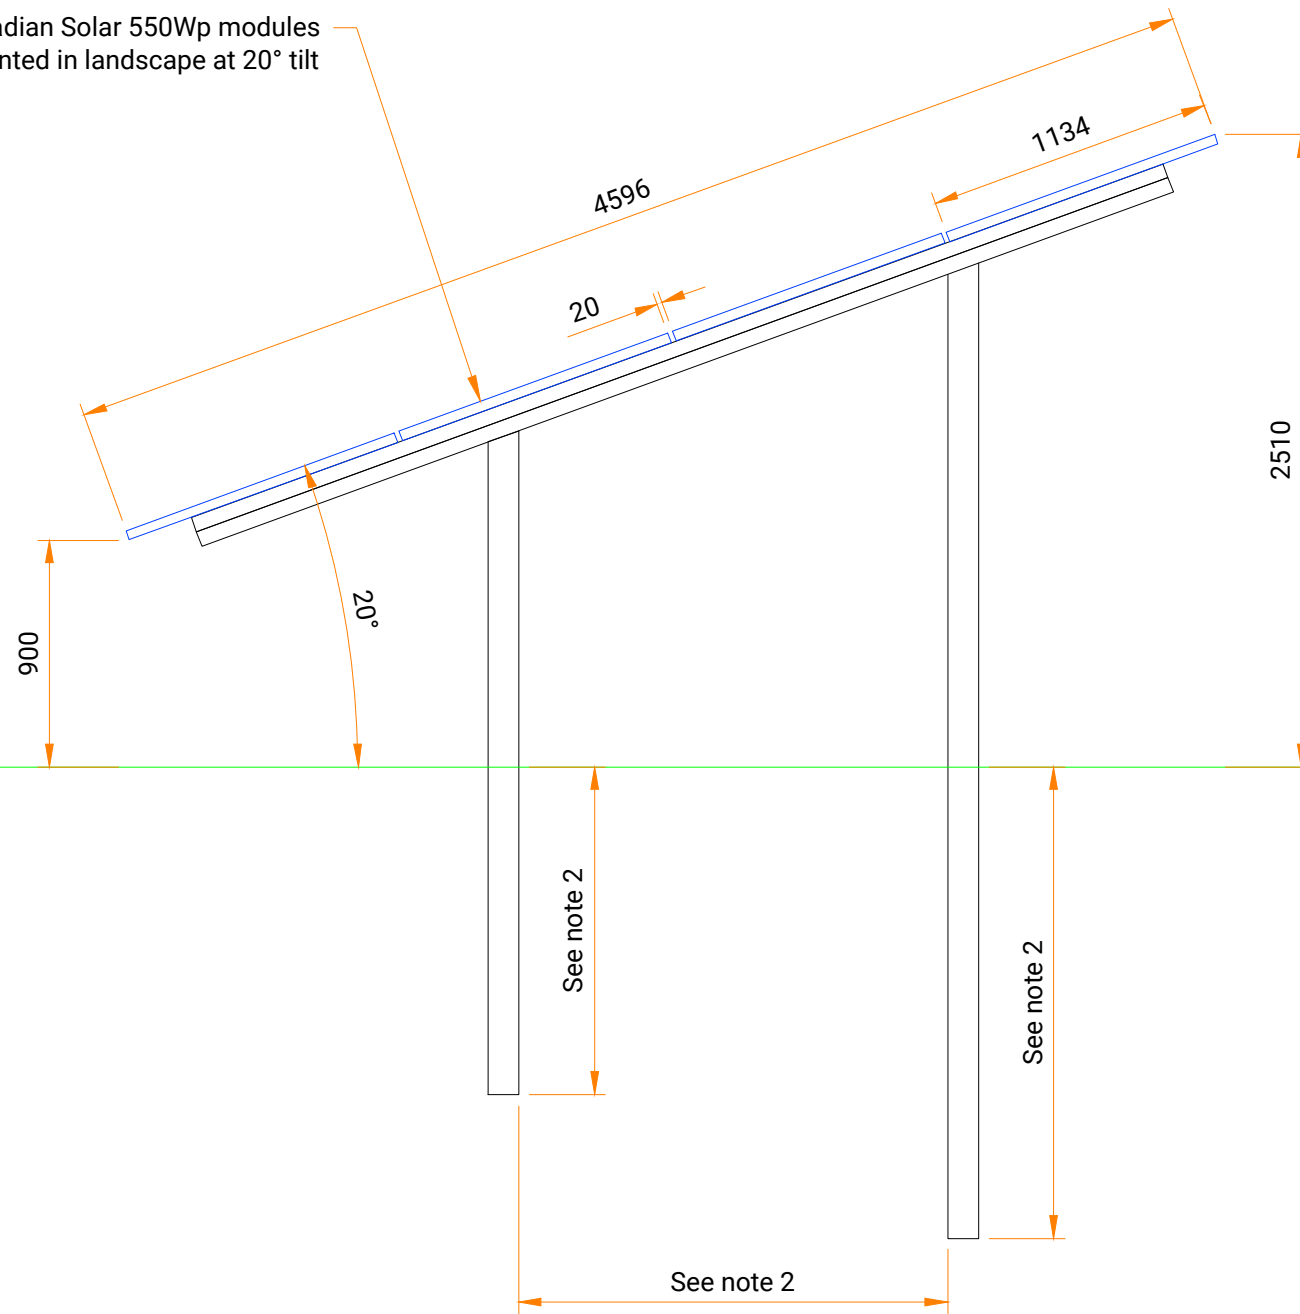 adian Solar 550Wp modules
nted in landscape at 20° tilt
1134
4596
20
2510
20°
900
See note 2
See note 2
See note 2